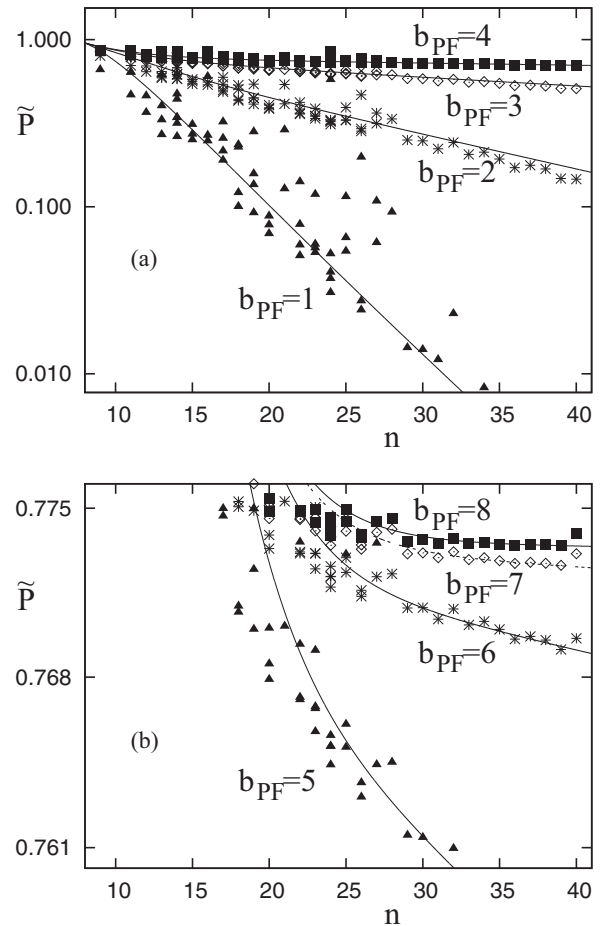 1.000
0.100
0.010
P̃
b_PF=4
b_PF=3
b_PF=2
b_PF=1
(a)
10 15 20 25 30 35 40
n
0.775
0.768
0.761
P̃
b_PF=8
b_PF=7
b_PF=6
b_PF=5
(b)
10 15 20 25 30 35 40
n